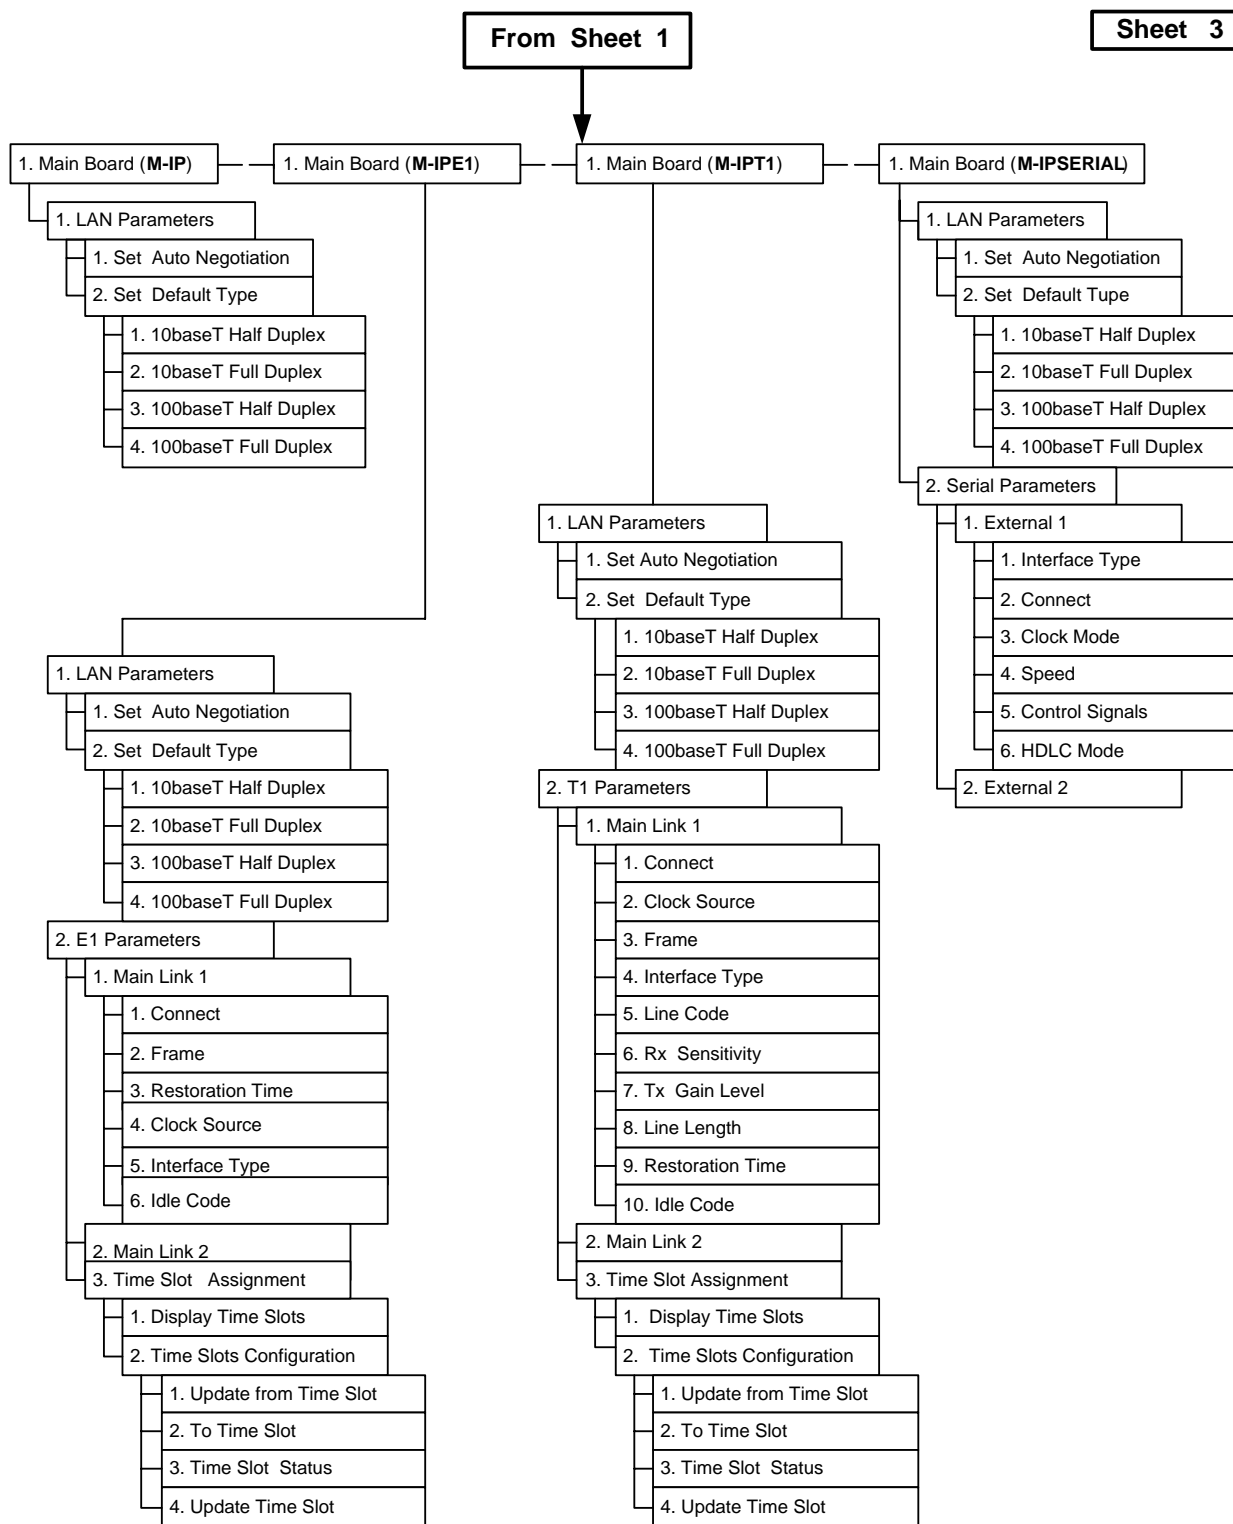 From Sheet 1
Sheet 3
1. Main Board (M-IP)
1. Main Board (M-IPE1)
1. Main Board (M-IPT1)
1. Main Board (M-IPSERIAL)
1. LAN Parameters
1. Set Auto Negotiation
2. Set Default Type
1. 10baseT Half Duplex
2. 10baseT Full Duplex
3. 100baseT Half Duplex
4. 100baseT Full Duplex
1. LAN Parameters
1. Set Auto Negotiation
2. Set Default Type
1. 10baseT Half Duplex
2. 10baseT Full Duplex
3. 100baseT Half Duplex
4. 100baseT Full Duplex
2. E1 Parameters
1. Main Link 1
1. Connect
2. Frame
3. Restoration Time
4. Clock Source
5. Interface Type
6. Idle Code
2. Main Link 2
3. Time Slot Assignment
1. Display Time Slots
2. Time Slots Configuration
1. Update from Time Slot
2. To Time Slot
3. Time Slot Status
4. Update Time Slot
1. LAN Parameters
1. Set Auto Negotiation
2. Set Default Type
1. 10baseT Half Duplex
2. 10baseT Full Duplex
3. 100baseT Half Duplex
4. 100baseT Full Duplex
2. T1 Parameters
1. Main Link 1
1. Connect
2. Clock Source
3. Frame
4. Interface Type
5. Line Code
6. Rx Sensitivity
7. Tx Gain Level
8. Line Length
9. Restoration Time
10. Idle Code
2. Main Link 2
3. Time Slot Assignment
1. Display Time Slots
2. Time Slots Configuration
1. Update from Time Slot
2. To Time Slot
3. Time Slot Status
4. Update Time Slot
1. LAN Parameters
1. Set Auto Negotiation
2. Set Default Tupe
1. 10baseT Half Duplex
2. 10baseT Full Duplex
3. 100baseT Half Duplex
4. 100baseT Full Duplex
2. Serial Parameters
1. External 1
1. Interface Type
2. Connect
3. Clock Mode
4. Speed
5. Control Signals
6. HDLC Mode
2. External 2